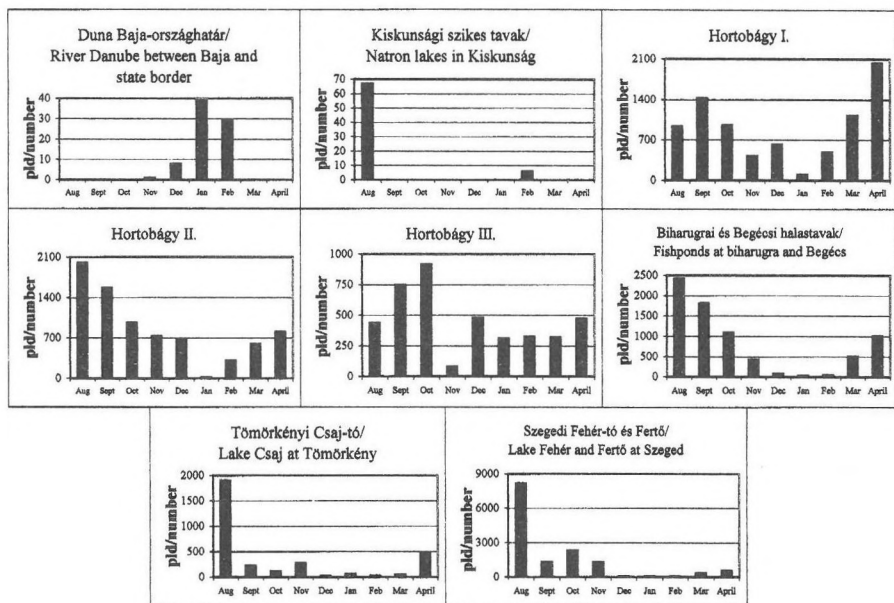 Duna Baja-országhatár/
River Danube between Baja and
state border
pld/number
40
30
20
10
0
Aug Sept Oct Nov Dec Jan Feb Mar April
Kiskunsági szikes tavak/
Natron lakes in Kiskunság
pld/number
70
60
50
40
30
20
10
0
Aug Sept Oct Nov Dec Jan Feb Mar April
Hortobágy I.
pld/number
2100
1400
700
0
Aug Sept Oct Nov Dec Jan Feb Mar April
Hortobágy II.
pld/number
2100
1400
700
0
Aug Sept Oct Nov Dec Jan Feb Mar April
Hortobágy III.
pld/number
1000
750
500
250
0
Aug Sept Oct Nov Dec Jan Feb Mar April
Biharugrai és Begécsi halastavak/
Fishponds at biharugra and Begécs
pld/number
2500
2000
1500
1000
500
0
Aug Sept Oct Nov Dec Jan Feb Mar April
Tömörkényi Csaj-tó/
Lake Csaj at Tömörkény
pld/number
2000
1500
1000
500
0
Aug Sept Oct Nov Dec Jan Feb Mar April
Szegedi Fehér-tó és Fertő/
Lake Fehér and Fertő at Szeged
pld/number
9000
6000
3000
0
Aug Sept Oct Nov Dec Jan Feb Mar April